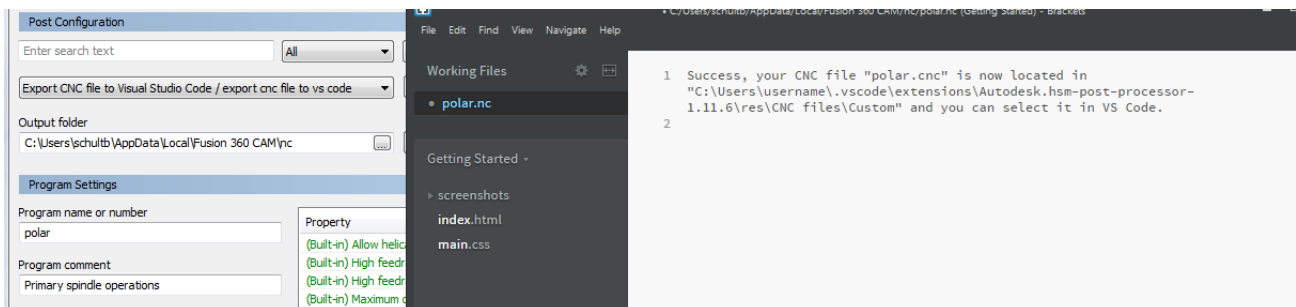 Post Configuration
Enter search text
All
Export CNC file to Visual Studio Code / export cnc file to vs code
Output folder
C:\Users\schultb\AppData\Local\Fusion 360 CAM\nc
...
Program Settings
Program name or number
polar
Program comment
Primary spindle operations
Property
(Built-in) Allow helic
(Built-in) High feedr
(Built-in) High feedr
(Built-in) Maximum c
• C:/Users/schultb/AppData/Local/Fusion 360 CAM/nc/polar.nc (Getting Started) - Brackets
File Edit Find View Navigate Help
Working Files
• polar.nc
Getting Started
screenshots
index.html
main.css
1 Success, your CNC file "polar.cnc" is now located in
"C:\Users\username\.vscode\extensions\Autodesk.hsm-post-processor-
1.11.6\res\CNC files\Custom" and you can select it in VS Code.
2